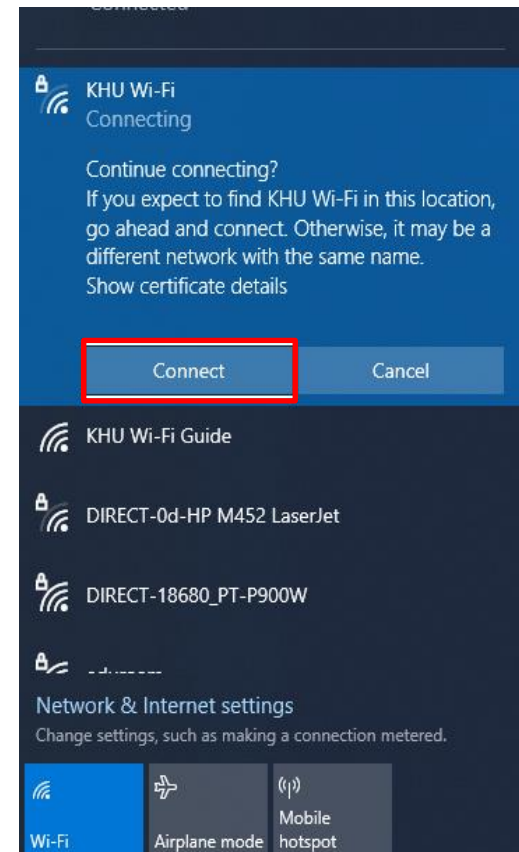 Connected
KHU Wi-Fi
Connecting
Continue connecting?
If you expect to find KHU Wi-Fi in this location,
go ahead and connect. Otherwise, it may be a
different network with the same name.
Show certificate details
Connect Cancel
KHU Wi-Fi Guide
DIRECT-0d-HP M452 LaserJet
DIRECT-18680_PT-P900W
Network & Internet settings
Change settings, such as making a connection metered.
Wi-Fi Airplane mode Mobile
hotspot